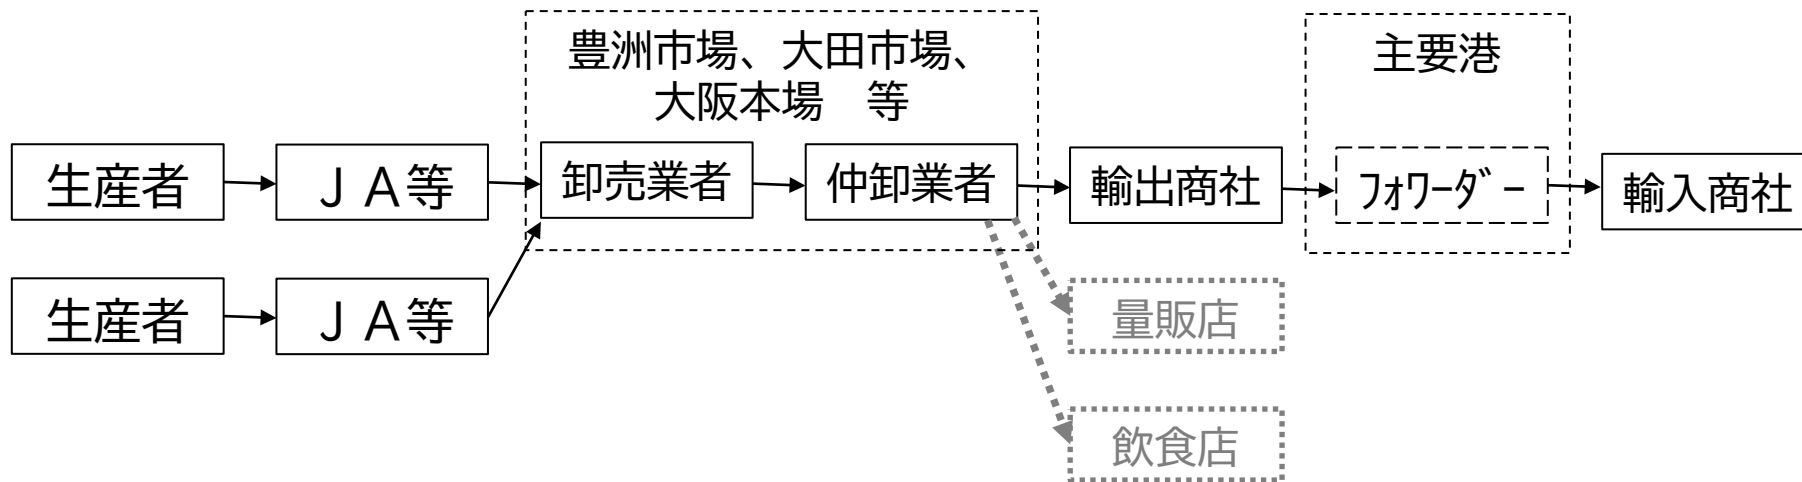 豊洲市場、大田市場、
大阪本場　等
主要港
生産者
ＪＡ等
卸売業者
仲卸業者
輸出商社
ﾌｫﾜｰﾀﾞｰ
輸入商社
生産者
ＪＡ等
量販店
飲食店